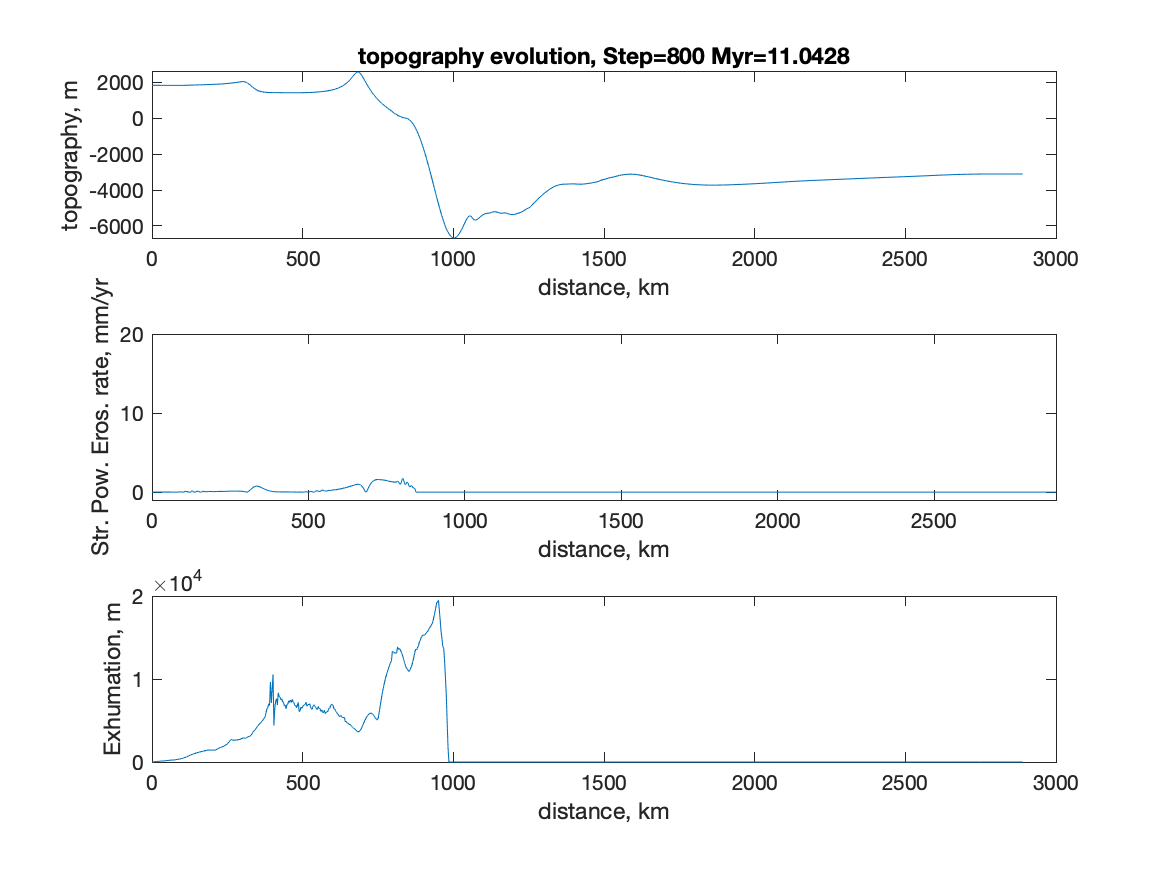 topography evolution, Step=800 Myr=11.0428
topography, m
2000
0
-2000
-4000
-6000
0 500 1000 1500 2000 2500 3000
distance, km
Str. Pow. Eros. rate, mm/yr
20
10
0
0 500 1000 1500 2000 2500
distance, km
×10^4
Exhumation, m
2
1
0
0 500 1000 1500 2000 2500 3000
distance, km